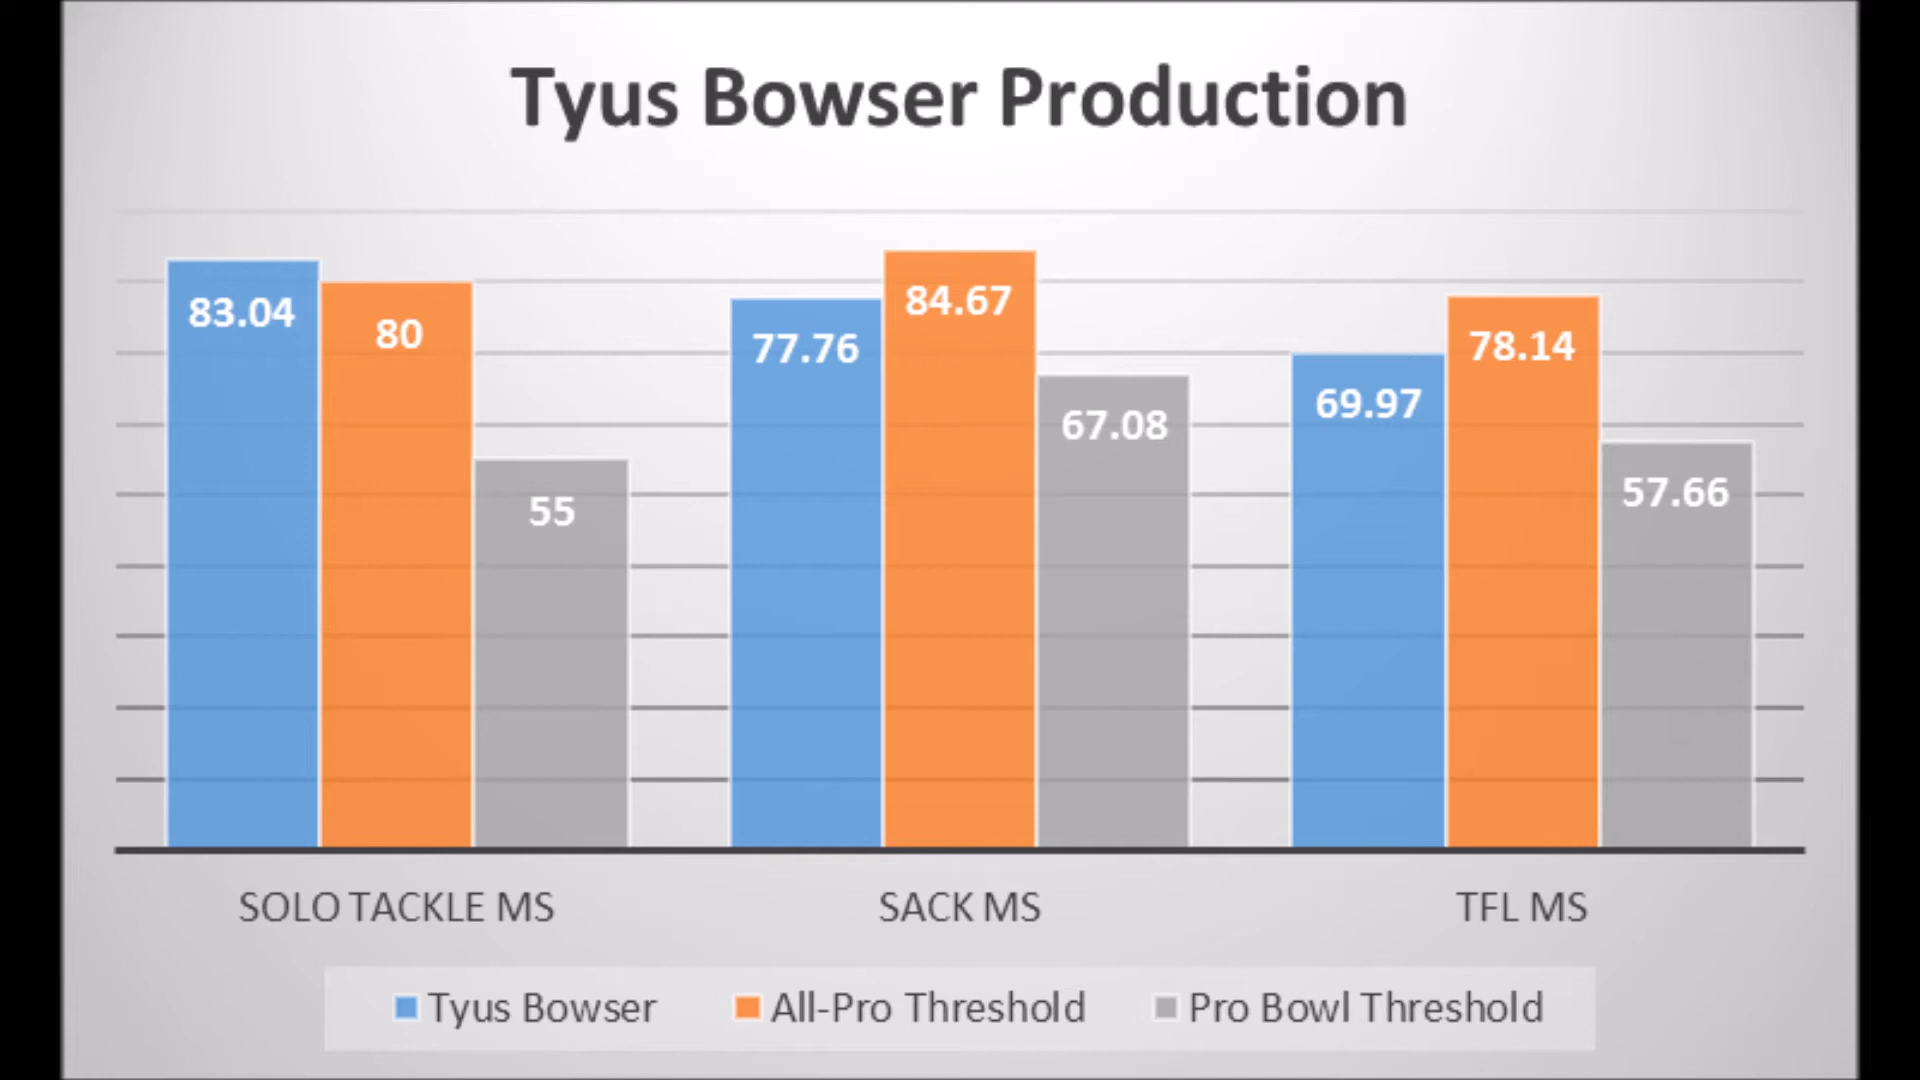 Tyus Bowser Production
83.04
80
55
77.76
84.67
67.08
69.97
78.14
57.66
SOLO TACKLE MS
SACK MS
TFL MS
Tyus Bowser
All-Pro Threshold
Pro Bowl Threshold